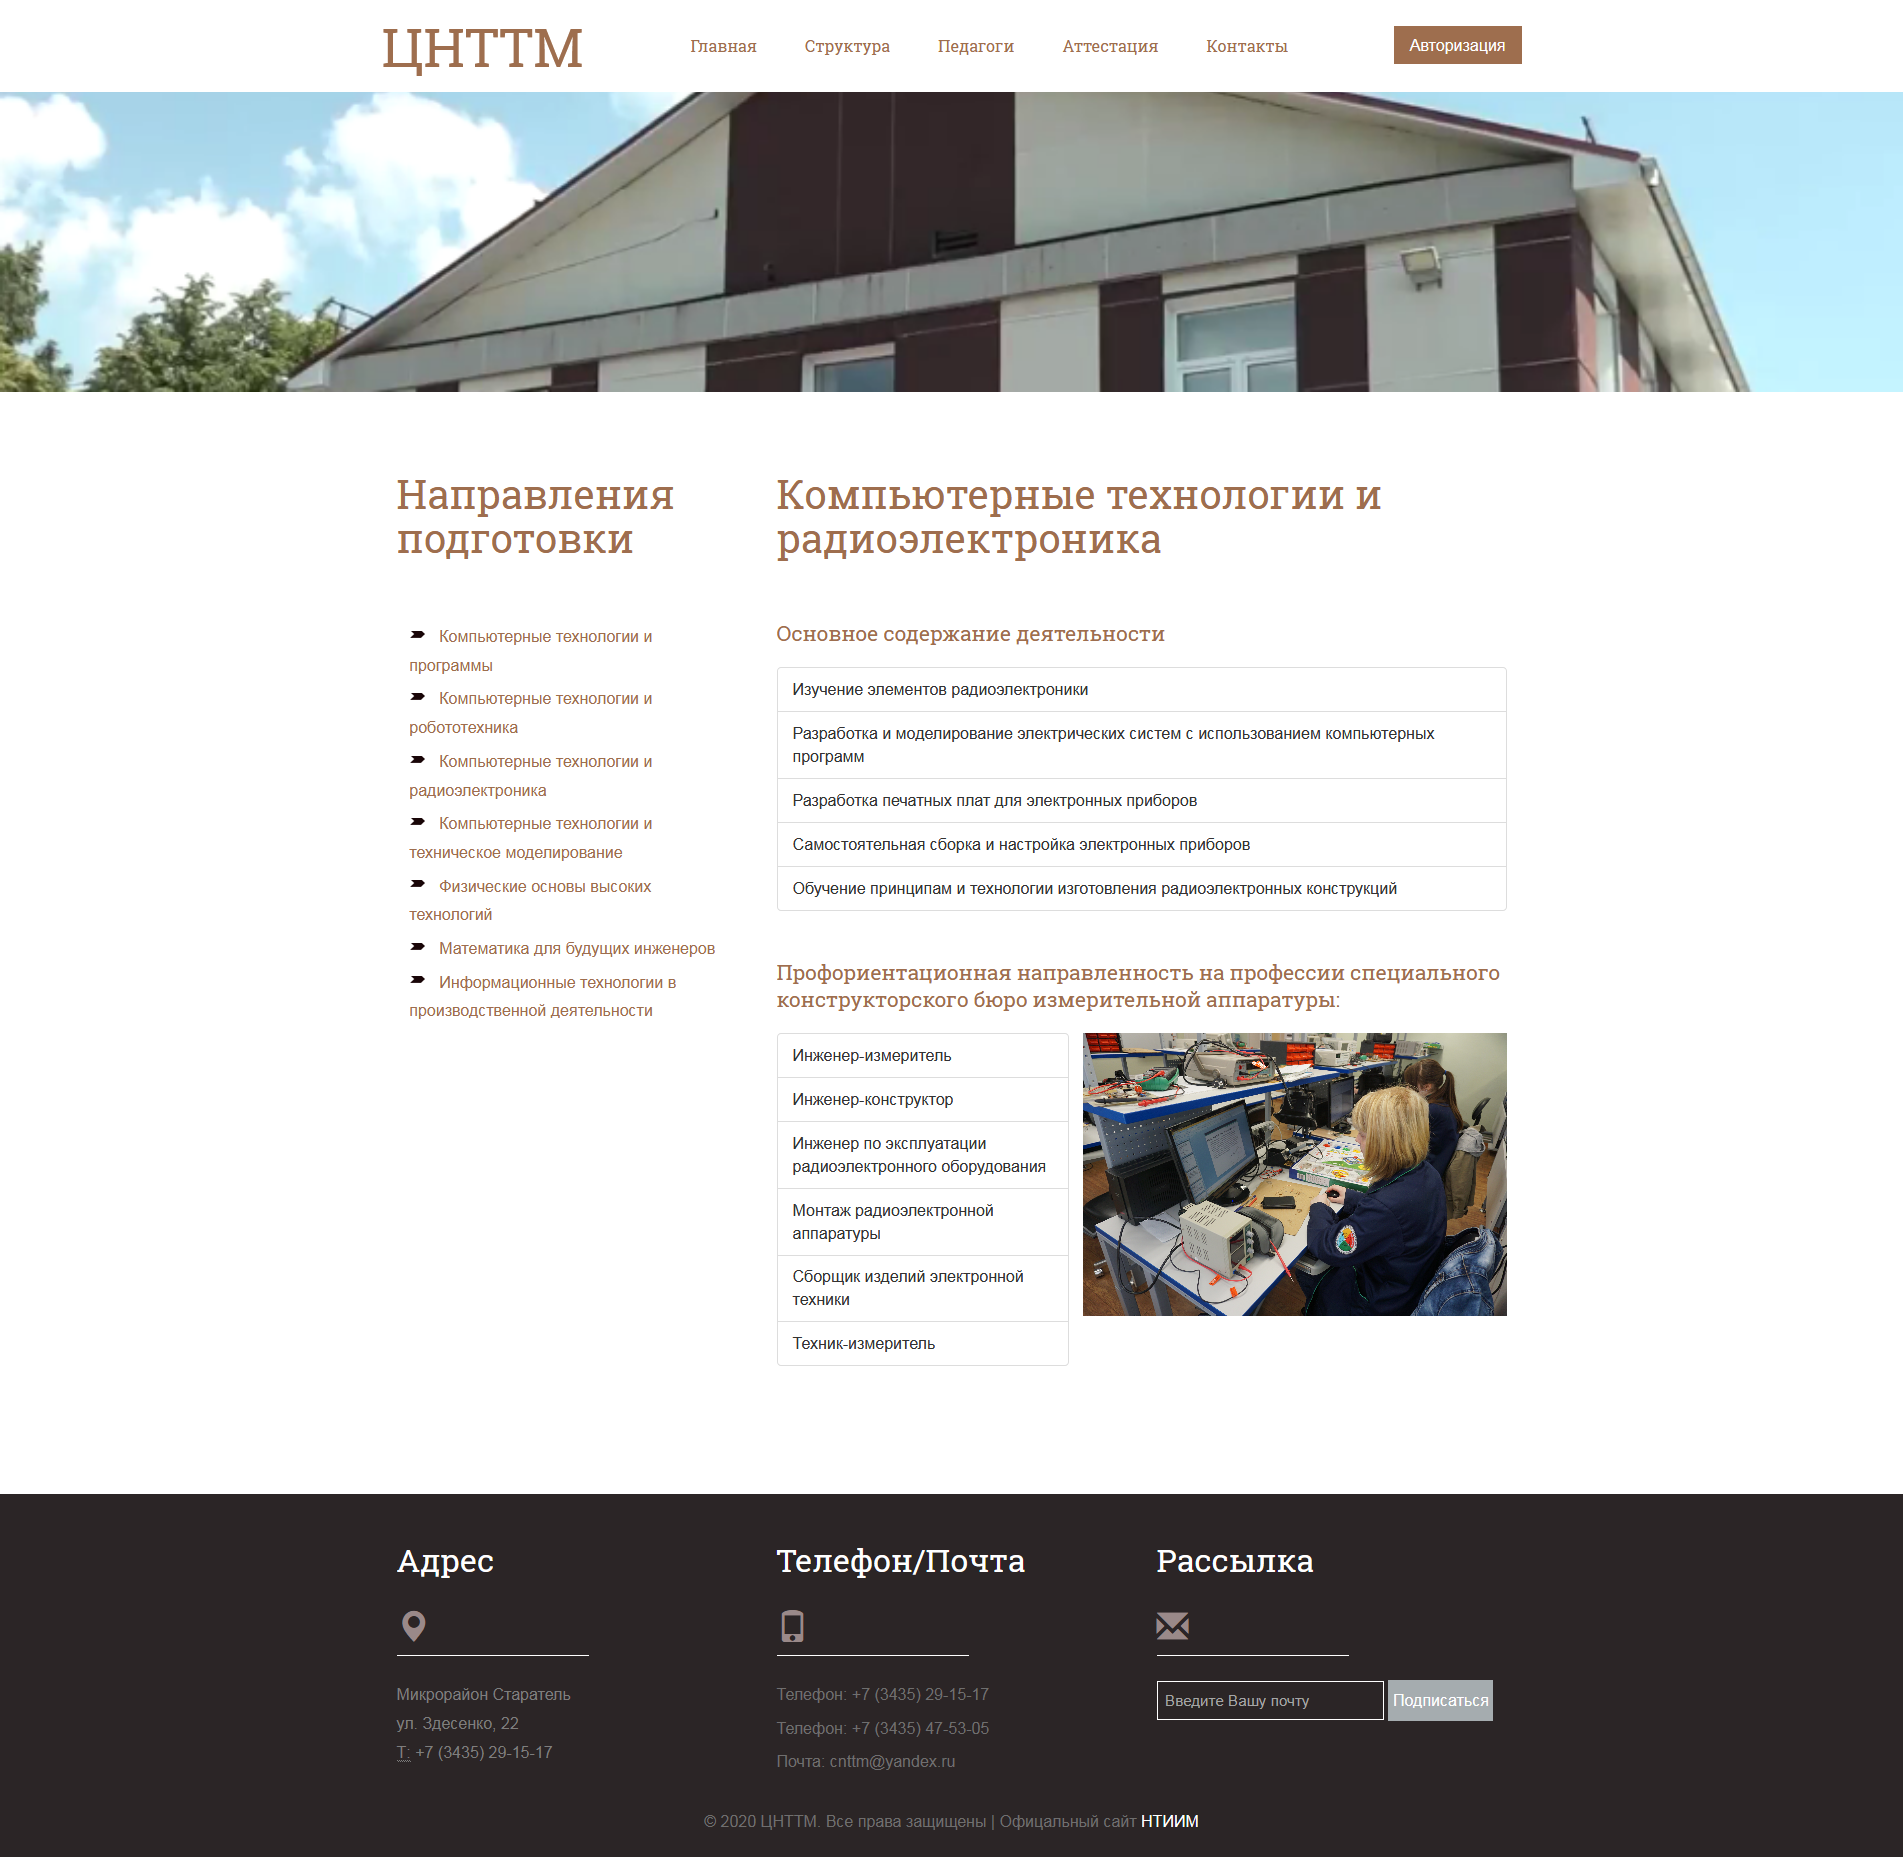 ЦНТТМ
Главная
Структура
Педагоги
Аттестация
Контакты
Авторизация
Направления
подготовки
Компьютерные технологии и
программы
Компьютерные технологии и
робототехника
Компьютерные технологии и
радиоэлектроника
Компьютерные технологии и
техническое моделирование
Физические основы высоких
технологий
Математика для будущих инженеров
Информационные технологии в
производственной деятельности
Компьютерные технологии и
радиоэлектроника
Основное содержание деятельности
Изучение элементов радиоэлектроники
Разработка и моделирование электрических систем с использованием компьютерных
программ
Разработка печатных плат для электронных приборов
Самостоятельная сборка и настройка электронных приборов
Обучение принципам и технологии изготовления радиоэлектронных конструкций
Профориентационная направленность на профессии специального
конструкторского бюро измерительной аппаратуры:
Инженер-измеритель
Инженер-конструктор
Инженер по эксплуатации
радиоэлектронного оборудования
Монтаж радиоэлектронной
аппаратуры
Сборщик изделий электронной
техники
Техник-измеритель
Адрес
Микрорайон Старатель
ул. Здесенко, 22
Т: +7 (3435) 29-15-17
Телефон/Почта
Телефон: +7 (3435) 29-15-17
Телефон: +7 (3435) 47-53-05
Почта: cnttm@yandex.ru
Рассылка
Введите Вашу почту
Подписаться
© 2020 ЦНТТМ. Все права защищены | Офицальный сайт НТИИМ